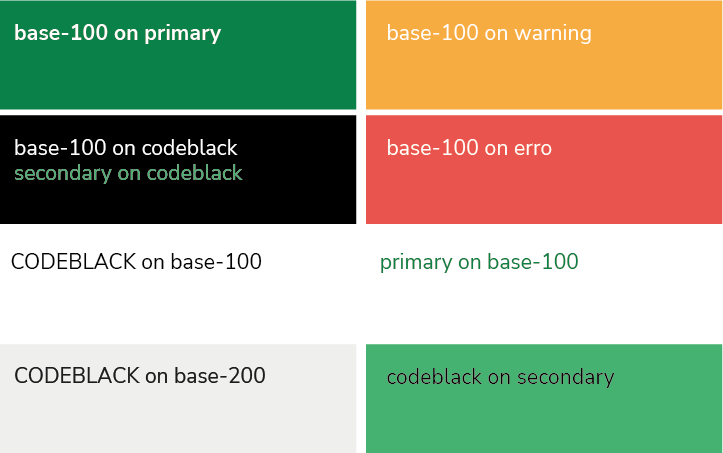 base-100 on primary
base-100 on warning
base-100 on codeblack
secondary on codeblack
base-100 on erro
CODEBLACK on base-100
primary on base-100
CODEBLACK on base-200
codeblack on secondary